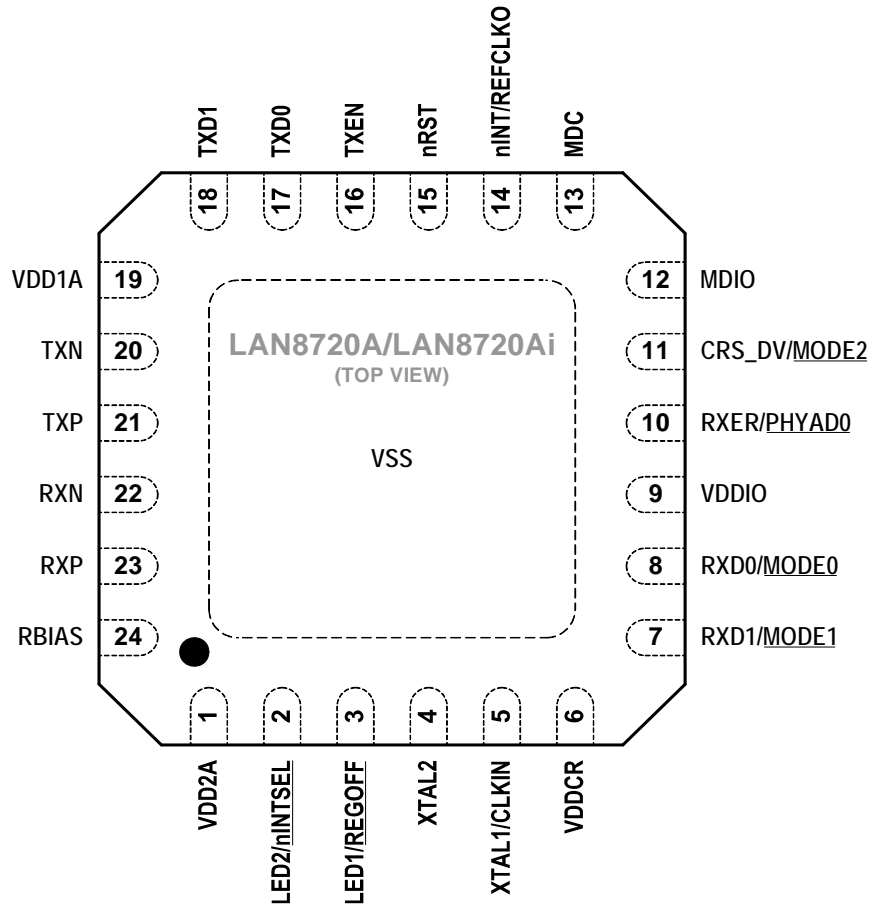 TXD1
TXD0
TXEN
nRST
nINT/REFCLKO
MDC
18
17
16
15
14
13
VDD1A 19
TXN 20
TXP 21
RXN 22
RXP 23
RBIAS 24
LAN8720A/LAN8720Ai
(TOP VIEW)
VSS
12 MDIO
11 CRS_DV/MODE2
10 RXER/PHYAD0
9 VDDIO
8 RXD0/MODE0
7 RXD1/MODE1
1
2
3
4
5
6
VDD2A
LED2/nINTSEL
LED1/REGOFF
XTAL2
XTAL1/CLKIN
VDDCR